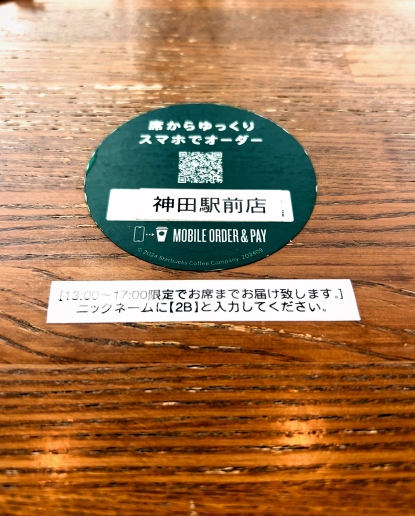 席からゆっくり
スマホでオーダー
神田駅前店
MOBILE ORDER & PAY
© 2024 Starbucks Coffee Company. 203499
[13:00～17:00限定でお席までお届け致します。]
ニックネームに【2B】と入力してください。